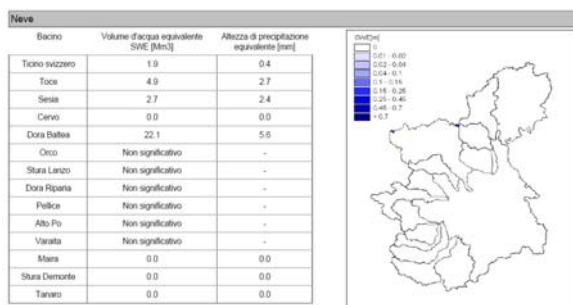 Neve
Bacino Volume d'acqua equivalente SWE [Mm3] Altezza di precipitazione equivalente [mm]
Ticino svizzero 1.9 0.4
Toce 4.9 2.7
Sesia 2.7 2.4
Cervo 0.0 0.0
Dora Baltea 22.1 5.6
Orco Non significativo -
Stura Lanzo Non significativo -
Dora Riparia Non significativo -
Pellice Non significativo -
Alto Po Non significativo -
Varaita Non significativo -
Maira 0.0 0.0
Stura Demonte 0.0 0.0
Tanaro 0.0 0.0
SWE[m]
0
0.01 - 0.02
0.02 - 0.04
0.04 - 0.1
0.1 - 0.15
0.15 - 0.25
0.25 - 0.45
0.45 - 0.7
> 0.7